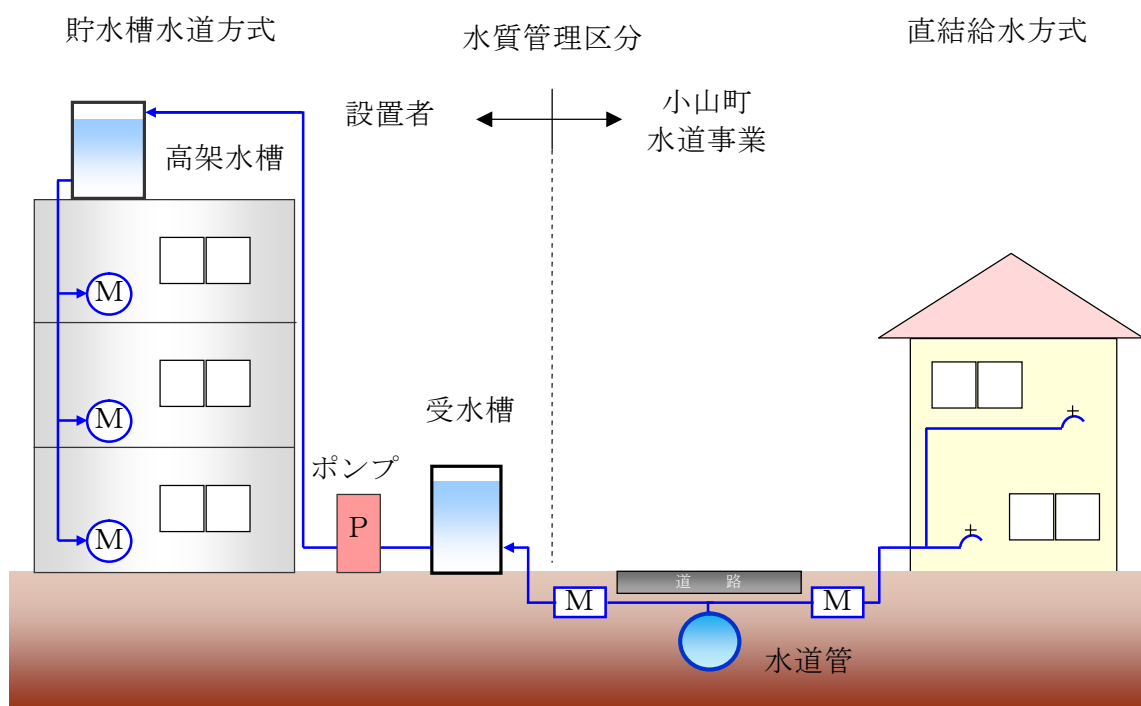 貯水槽水道方式
水質管理区分
直結給水方式
設置者
小山町
水道事業
高架水槽
M
M
受水槽
ポンプ
P
M
道　路
M
M
水道管